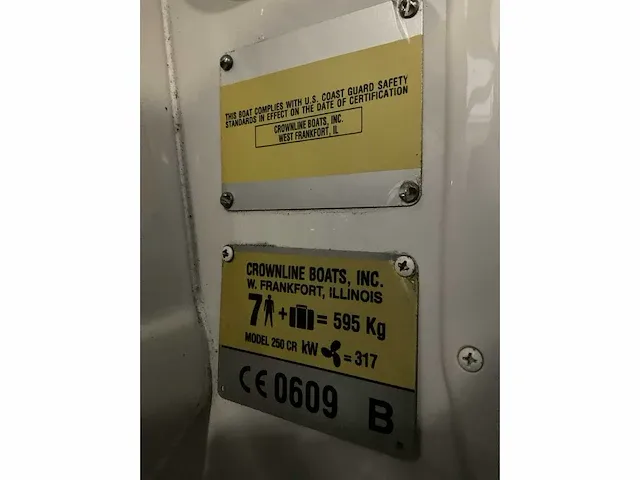 THIS BOAT COMPLIES WITH U.S. COAST GUARD SAFETY
STANDARDS IN EFFECT ON THE DATE OF CERTIFICATION
CROWNLINE BOATS, INC.
WEST FRANKFORT, IL
CROWNLINE BOATS, INC.
W. FRANKFORT, ILLINOIS
7 + = 595 Kg
MODEL 250 CR kW = 317
CE 0609 B